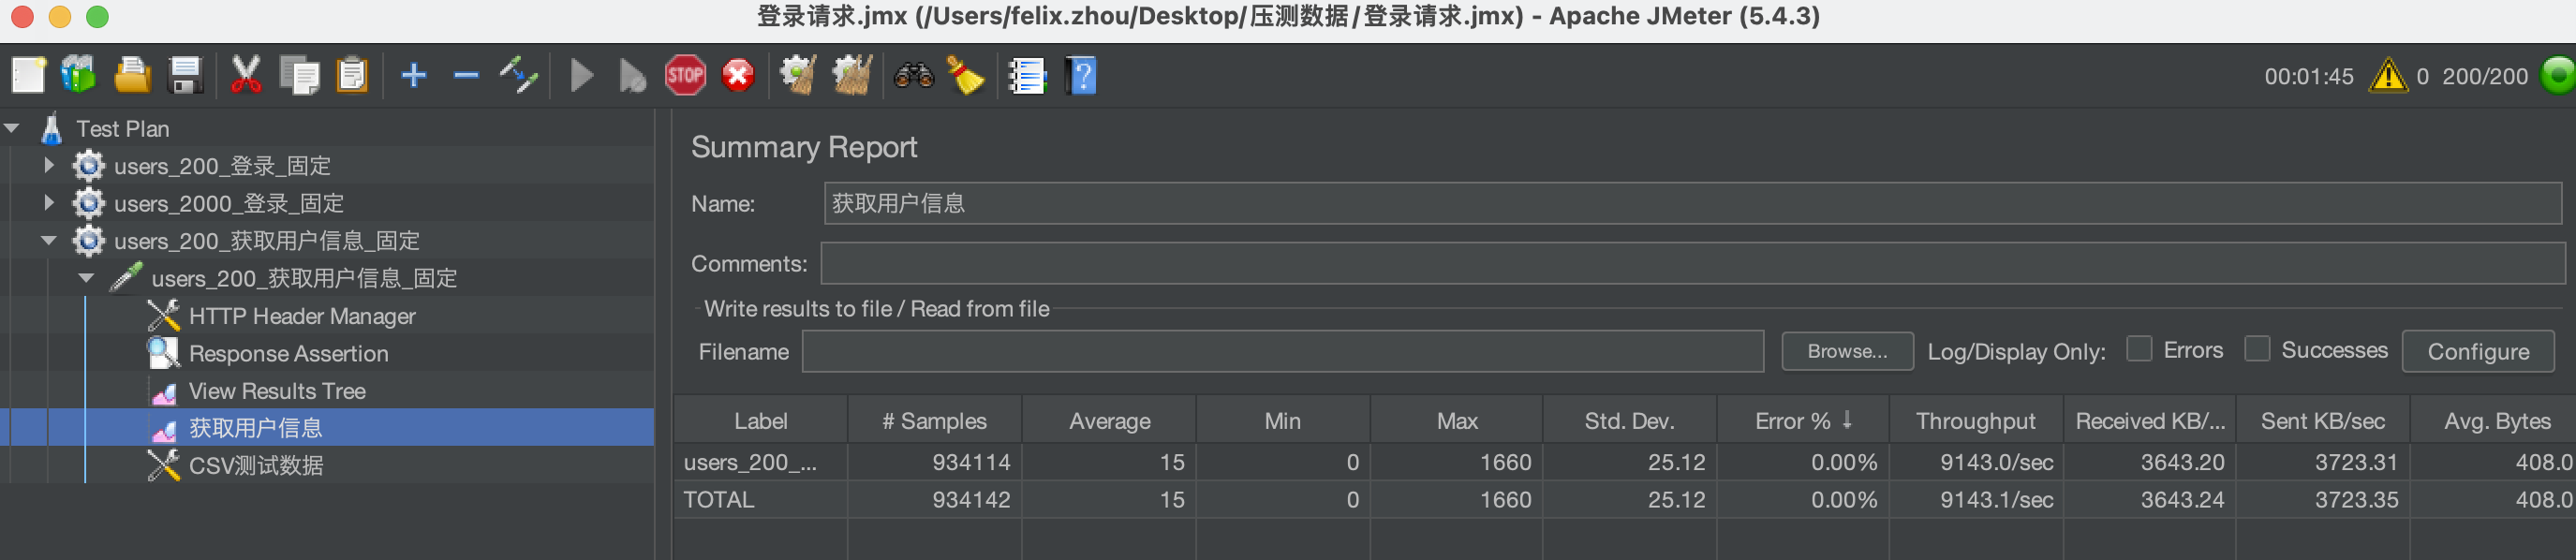 登录请求.jmx (/Users/felix.zhou/Desktop/压测数据/登录请求.jmx) - Apache JMeter (5.4.3)
STOP
00:01:45 0 200/200
Test Plan
users_200_登录_固定
users_2000_登录_固定
users_200_获取用户信息_固定
users_200_获取用户信息_固定
HTTP Header Manager
Response Assertion
View Results Tree
获取用户信息
CSV测试数据
Summary Report
Name: 获取用户信息
Comments:
Write results to file / Read from file
Filename Browse... Log/Display Only: Errors Successes Configure
Label # Samples Average Min Max Std. Dev. Error % ↓ Throughput Received KB/... Sent KB/sec Avg. Bytes
users_200_... 934114 15 0 1660 25.12 0.00% 9143.0/sec 3643.20 3723.31 408.0
TOTAL 934142 15 0 1660 25.12 0.00% 9143.1/sec 3643.24 3723.35 408.0